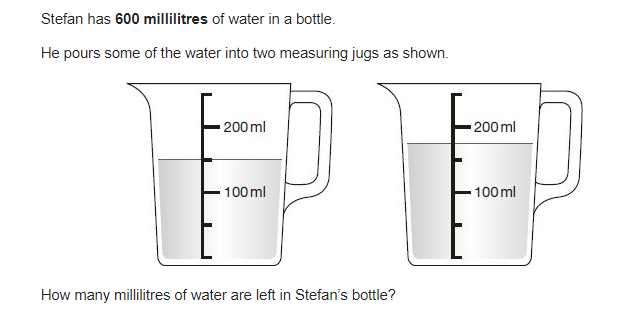 Stefan has 600 millilitres of water in a bottle.
He pours some of the water into two measuring jugs as shown.
200 ml
100 ml
200 ml
100 ml
How many millilitres of water are left in Stefan's bottle?